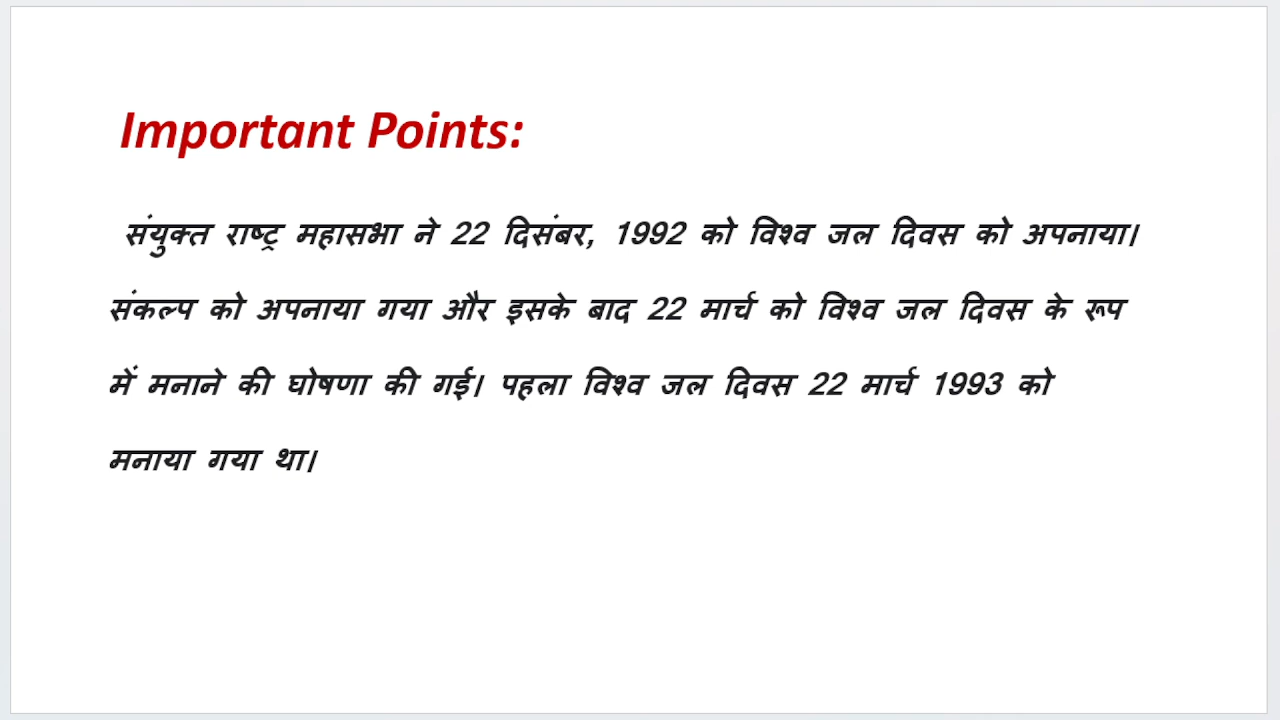 Important Points:
संयुक्त राष्ट्र महासभा ने 22 दिसंबर, 1992 को विश्व जल दिवस को अपनाया।
संकल्प को अपनाया गया और इसके बाद 22 मार्च को विश्व जल दिवस के रूप
में मनाने की घोषणा की गई। पहला विश्व जल दिवस 22 मार्च 1993 को
मनाया गया था।